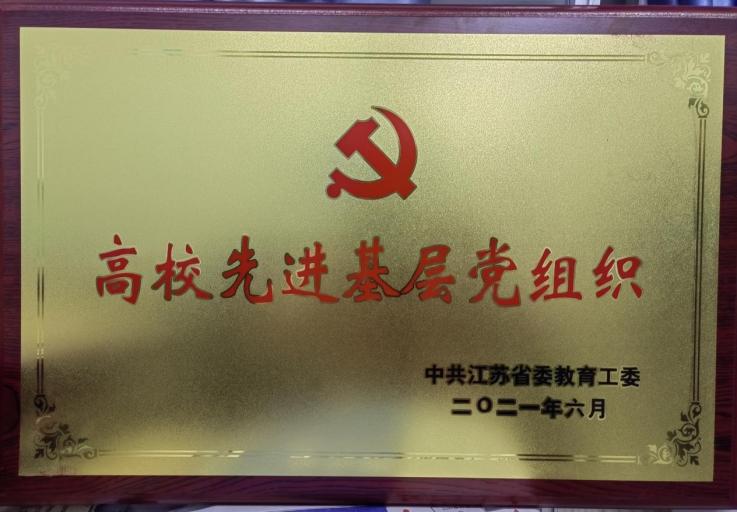 高校先进基层党组织
中共江苏省委教育工委
二〇二一年六月